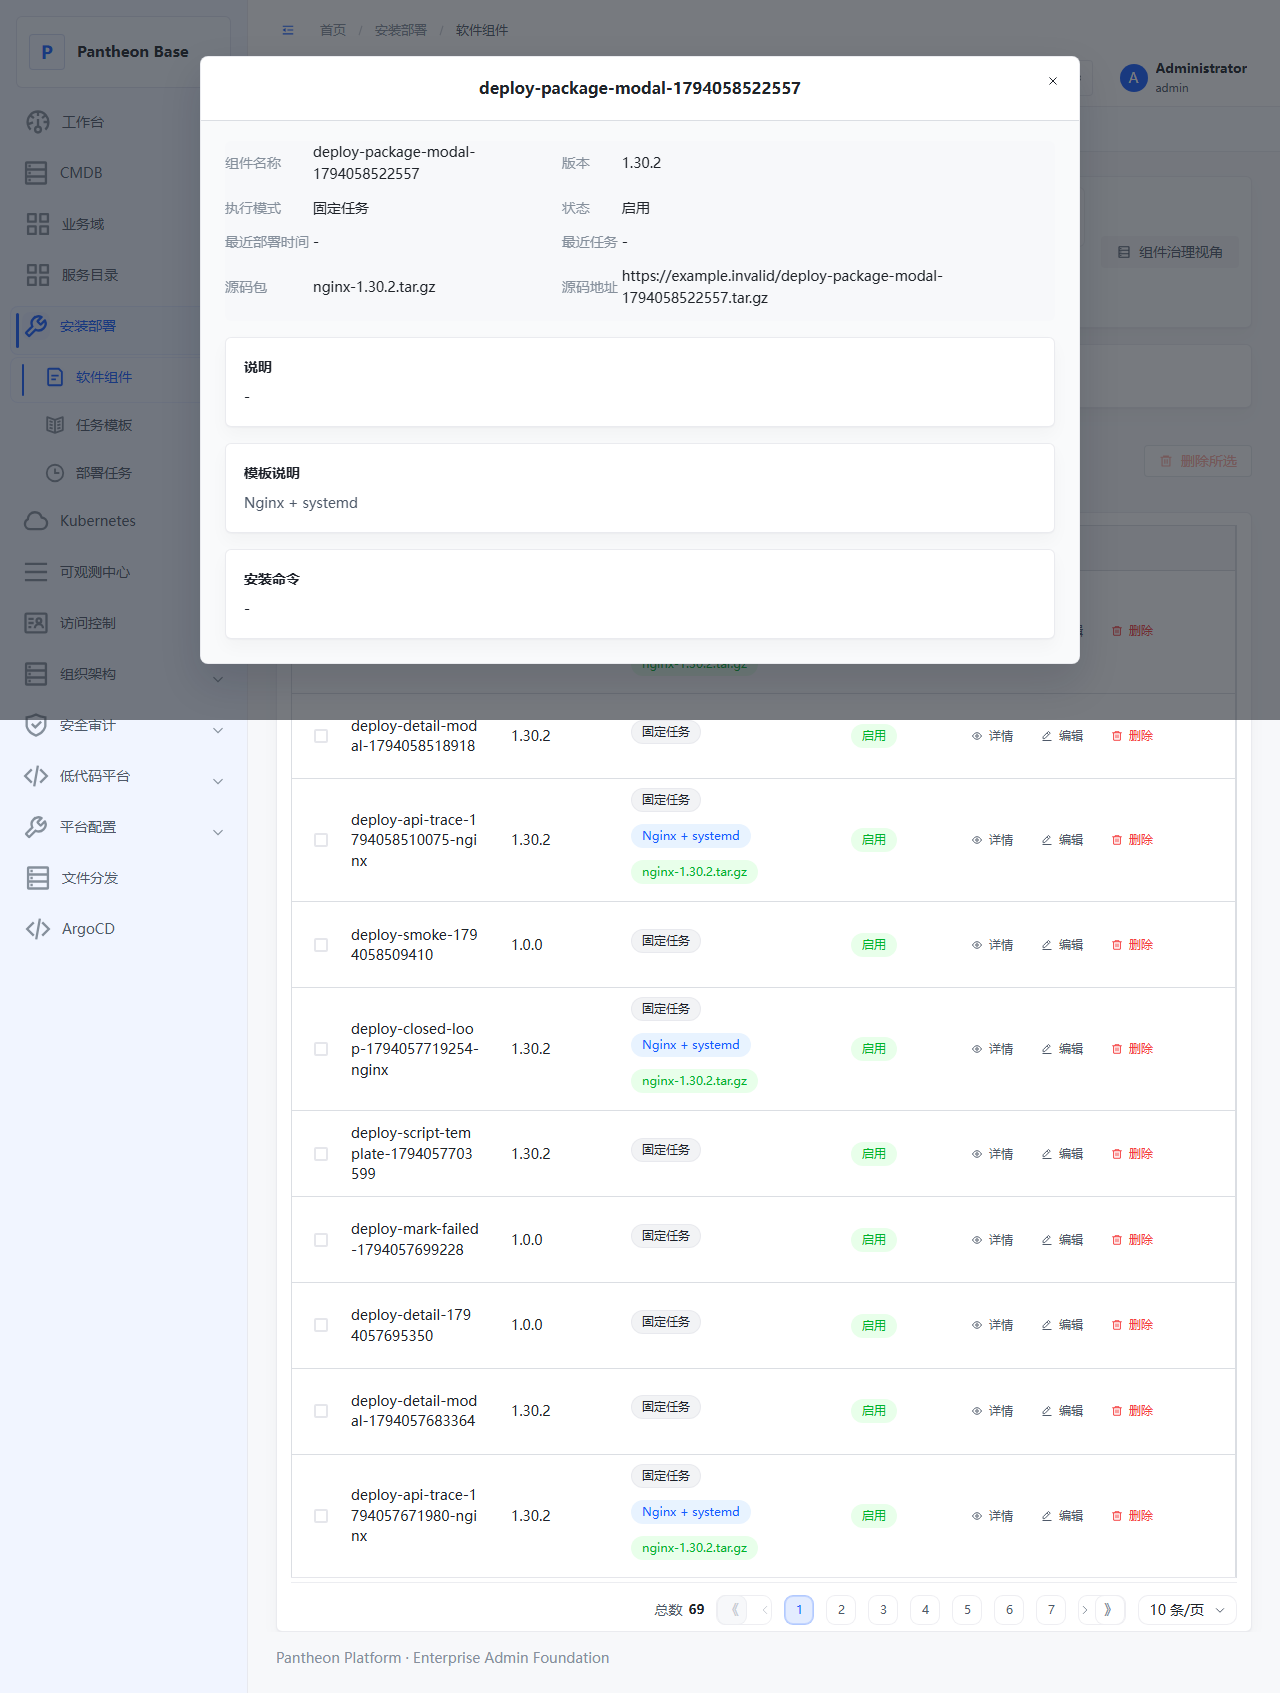 P Pantheon Base
首页 / 安装部署 / 软件组件
A Administrator
admin
工作台
CMDB
业务域
服务目录
安装部署
软件组件
任务模板
部署任务
Kubernetes
可观测中心
访问控制
组织架构
安全审计
低代码平台
平台配置
文件分发
ArgoCD
组件治理视角
删除所选
deploy-package-modal-1794058522557
组件名称 deploy-package-modal-
1794058522557
版本 1.30.2
执行模式 固定任务
状态 启用
最近部署时间 -
最近任务 -
源码包 nginx-1.30.2.tar.gz
源码地址 https://example.invalid/deploy-package-modal-
1794058522557.tar.gz
说明
-
模板说明
Nginx + systemd
安装命令
-
删除
nginx-1.30.2.tar.gz
deploy-detail-mod
al-1794058518918
1.30.2 固定任务 启用 详情 编辑 删除
deploy-api-trace-1
794058510075-ngi
nx
1.30.2 固定任务
Nginx + systemd
nginx-1.30.2.tar.gz
启用 详情 编辑 删除
deploy-smoke-179
4058509410
1.0.0 固定任务 启用 详情 编辑 删除
deploy-closed-loo
p-1794057719254-
nginx
1.30.2 固定任务
Nginx + systemd
nginx-1.30.2.tar.gz
启用 详情 编辑 删除
deploy-script-tem
plate-1794057703
599
1.30.2 固定任务 启用 详情 编辑 删除
deploy-mark-failed
-1794057699228
1.0.0 固定任务 启用 详情 编辑 删除
deploy-detail-179
4057695350
1.0.0 固定任务 启用 详情 编辑 删除
deploy-detail-mod
al-1794057683364
1.30.2 固定任务 启用 详情 编辑 删除
deploy-api-trace-1
794057671980-ngi
nx
1.30.2 固定任务
Nginx + systemd
nginx-1.30.2.tar.gz
启用 详情 编辑 删除
总数 69 《 < 1 2 3 4 5 6 7 > 》 10 条/页
Pantheon Platform · Enterprise Admin Foundation